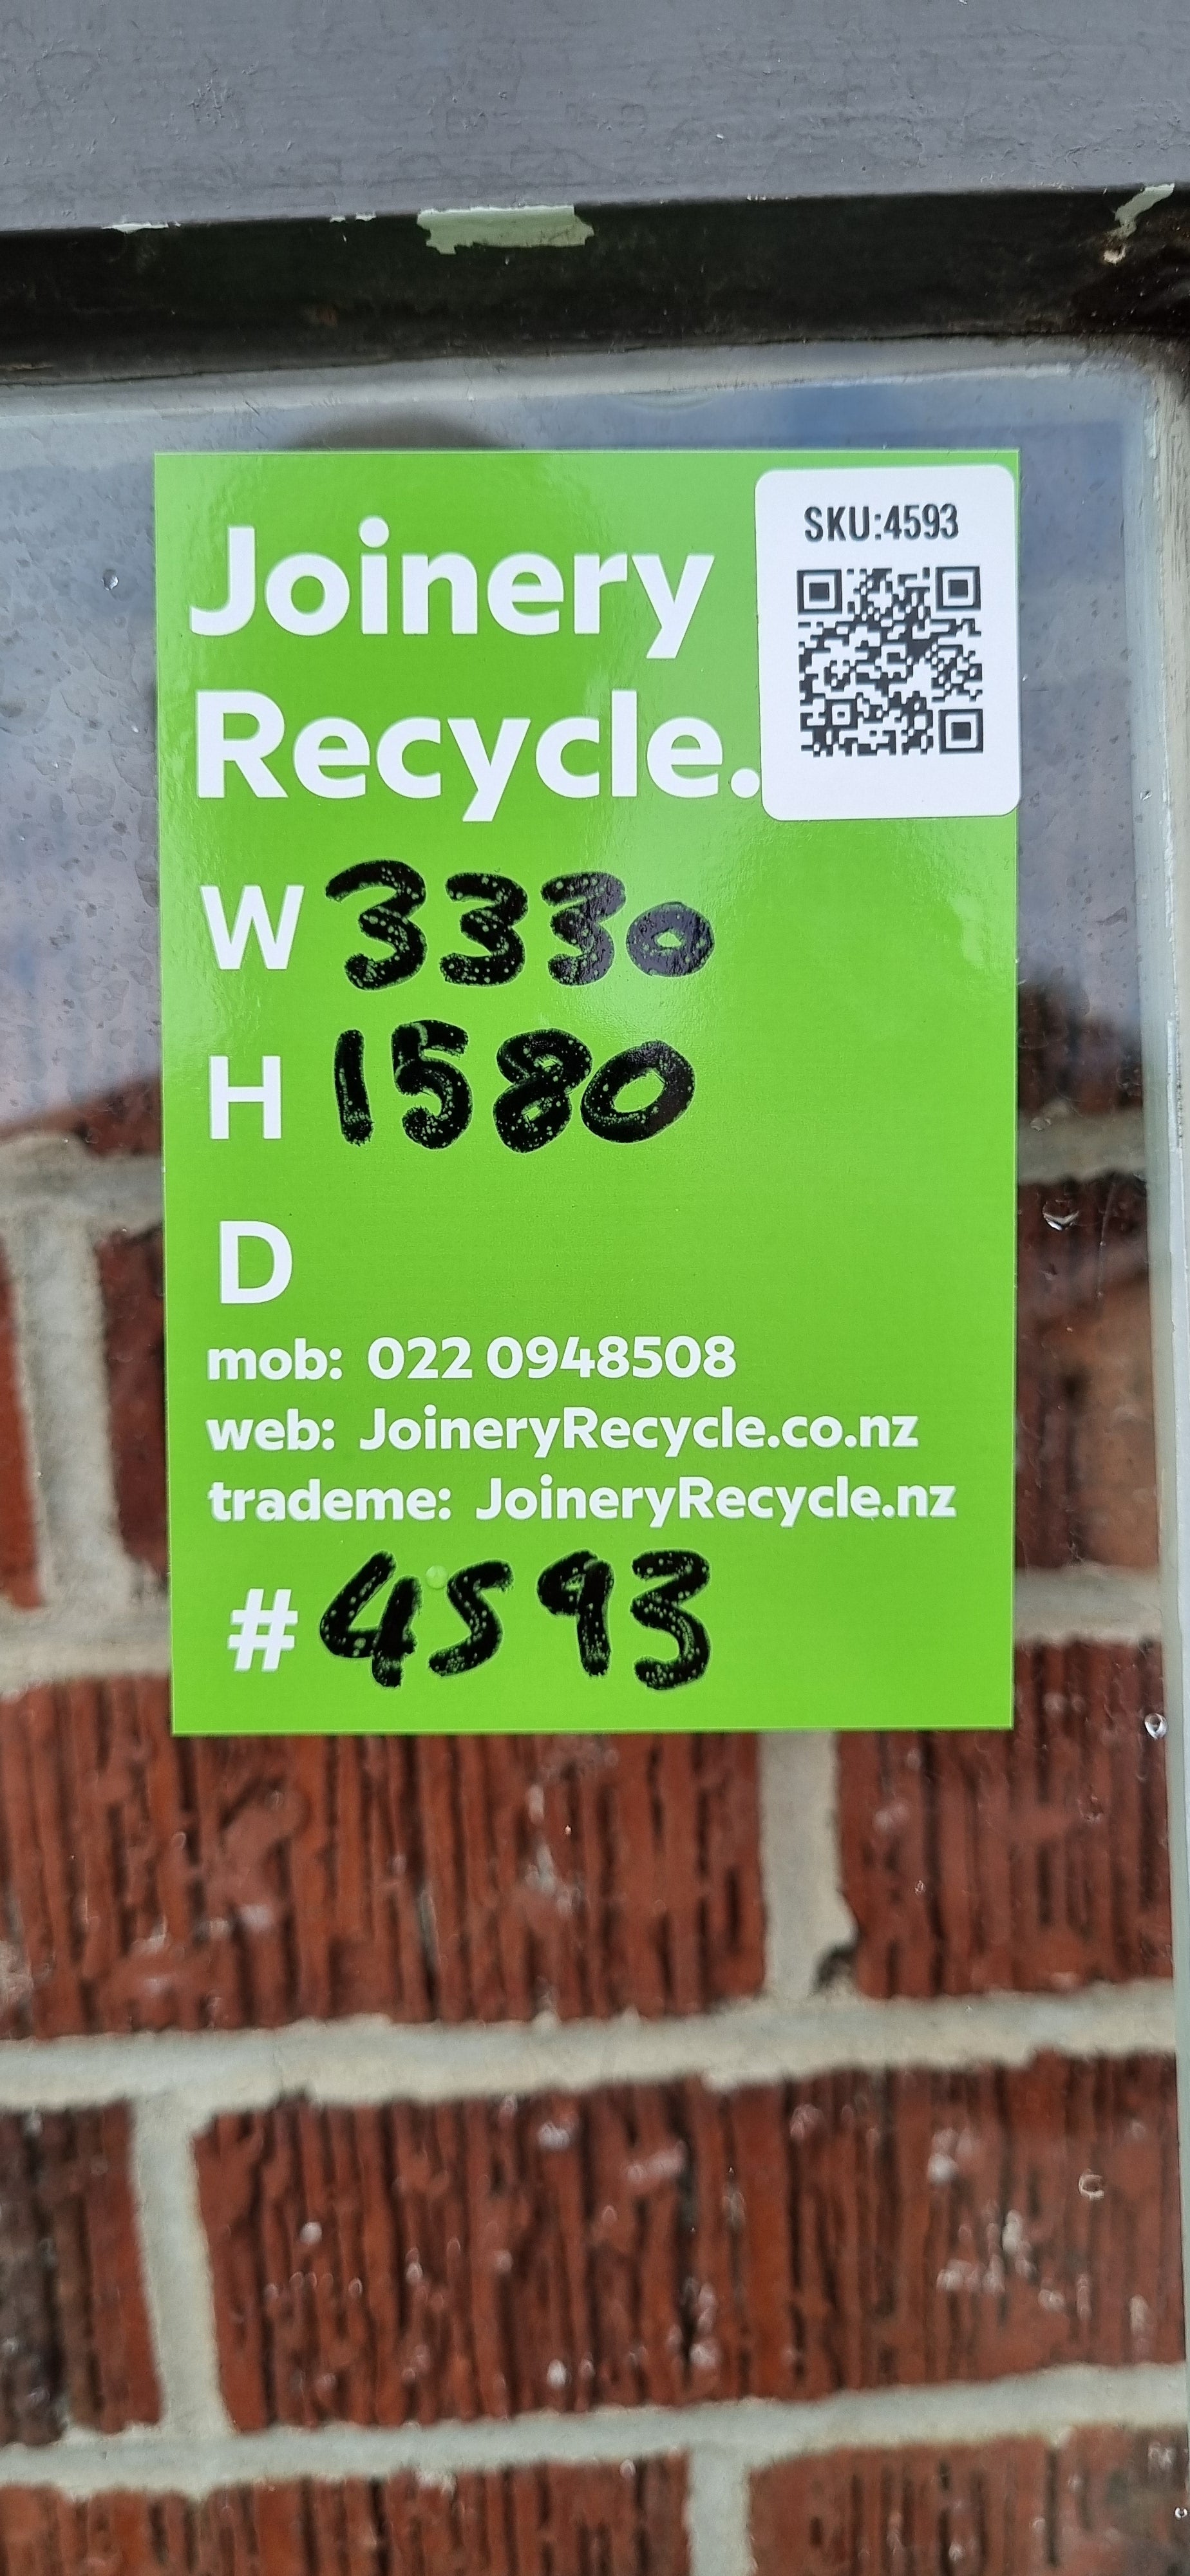 Joinery
Recycle.
SKU:4593
W 3330
H 1580
D
mob: 022 0948508
web: JoineryRecycle.co.nz
trademe: JoineryRecycle.nz
# 4593